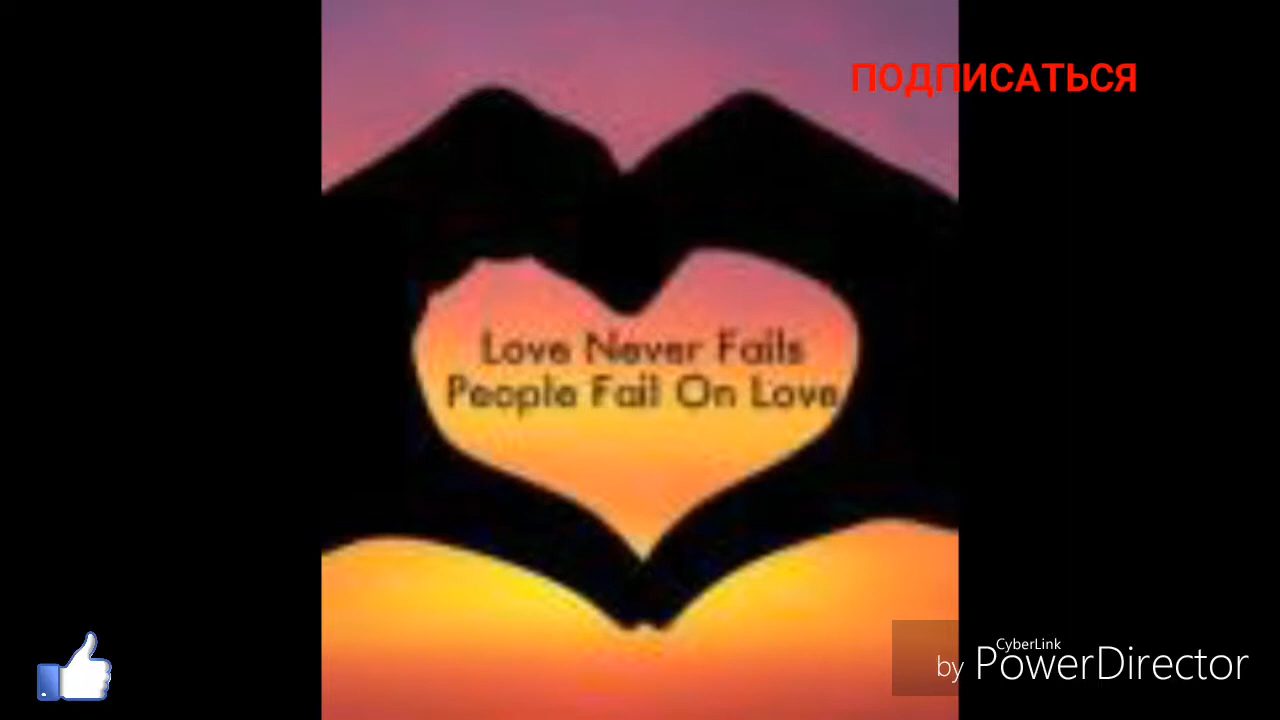 ПОДПИСАТЬСЯ
Love Never Fails
People Fail On Love
CyberLink
by PowerDirector